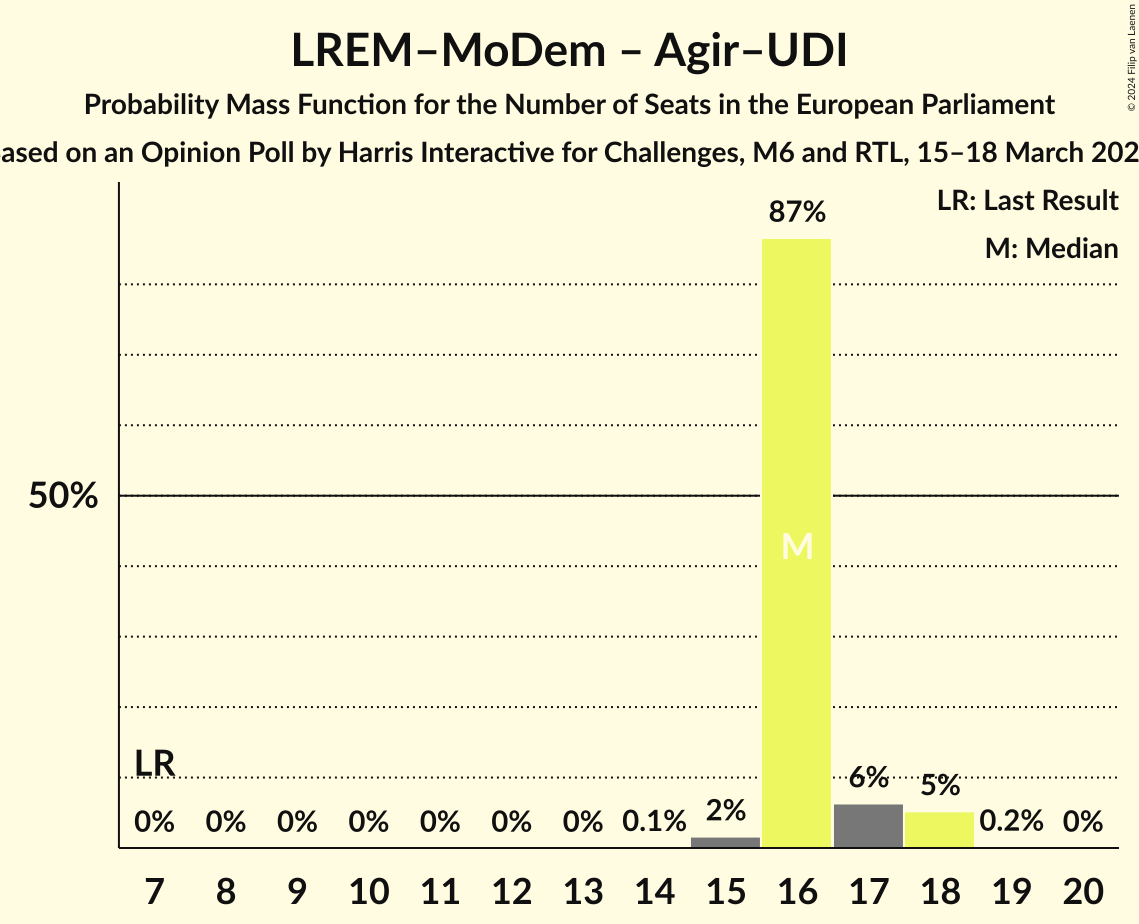 LREM–MoDem – Agir–UDI
Probability Mass Function for the Number of Seats in the European Parliament
ased on an Opinion Poll by Harris Interactive for Challenges, M6 and RTL, 15–18 March 202
© 2024 Filip van Laenen
LR: Last Result
M: Median
87%
50%
M
LR
0% 0% 0% 0% 0% 0% 0% 0.1% 2% 6% 5% 0.2% 0%
7 8 9 10 11 12 13 14 15 16 17 18 19 20